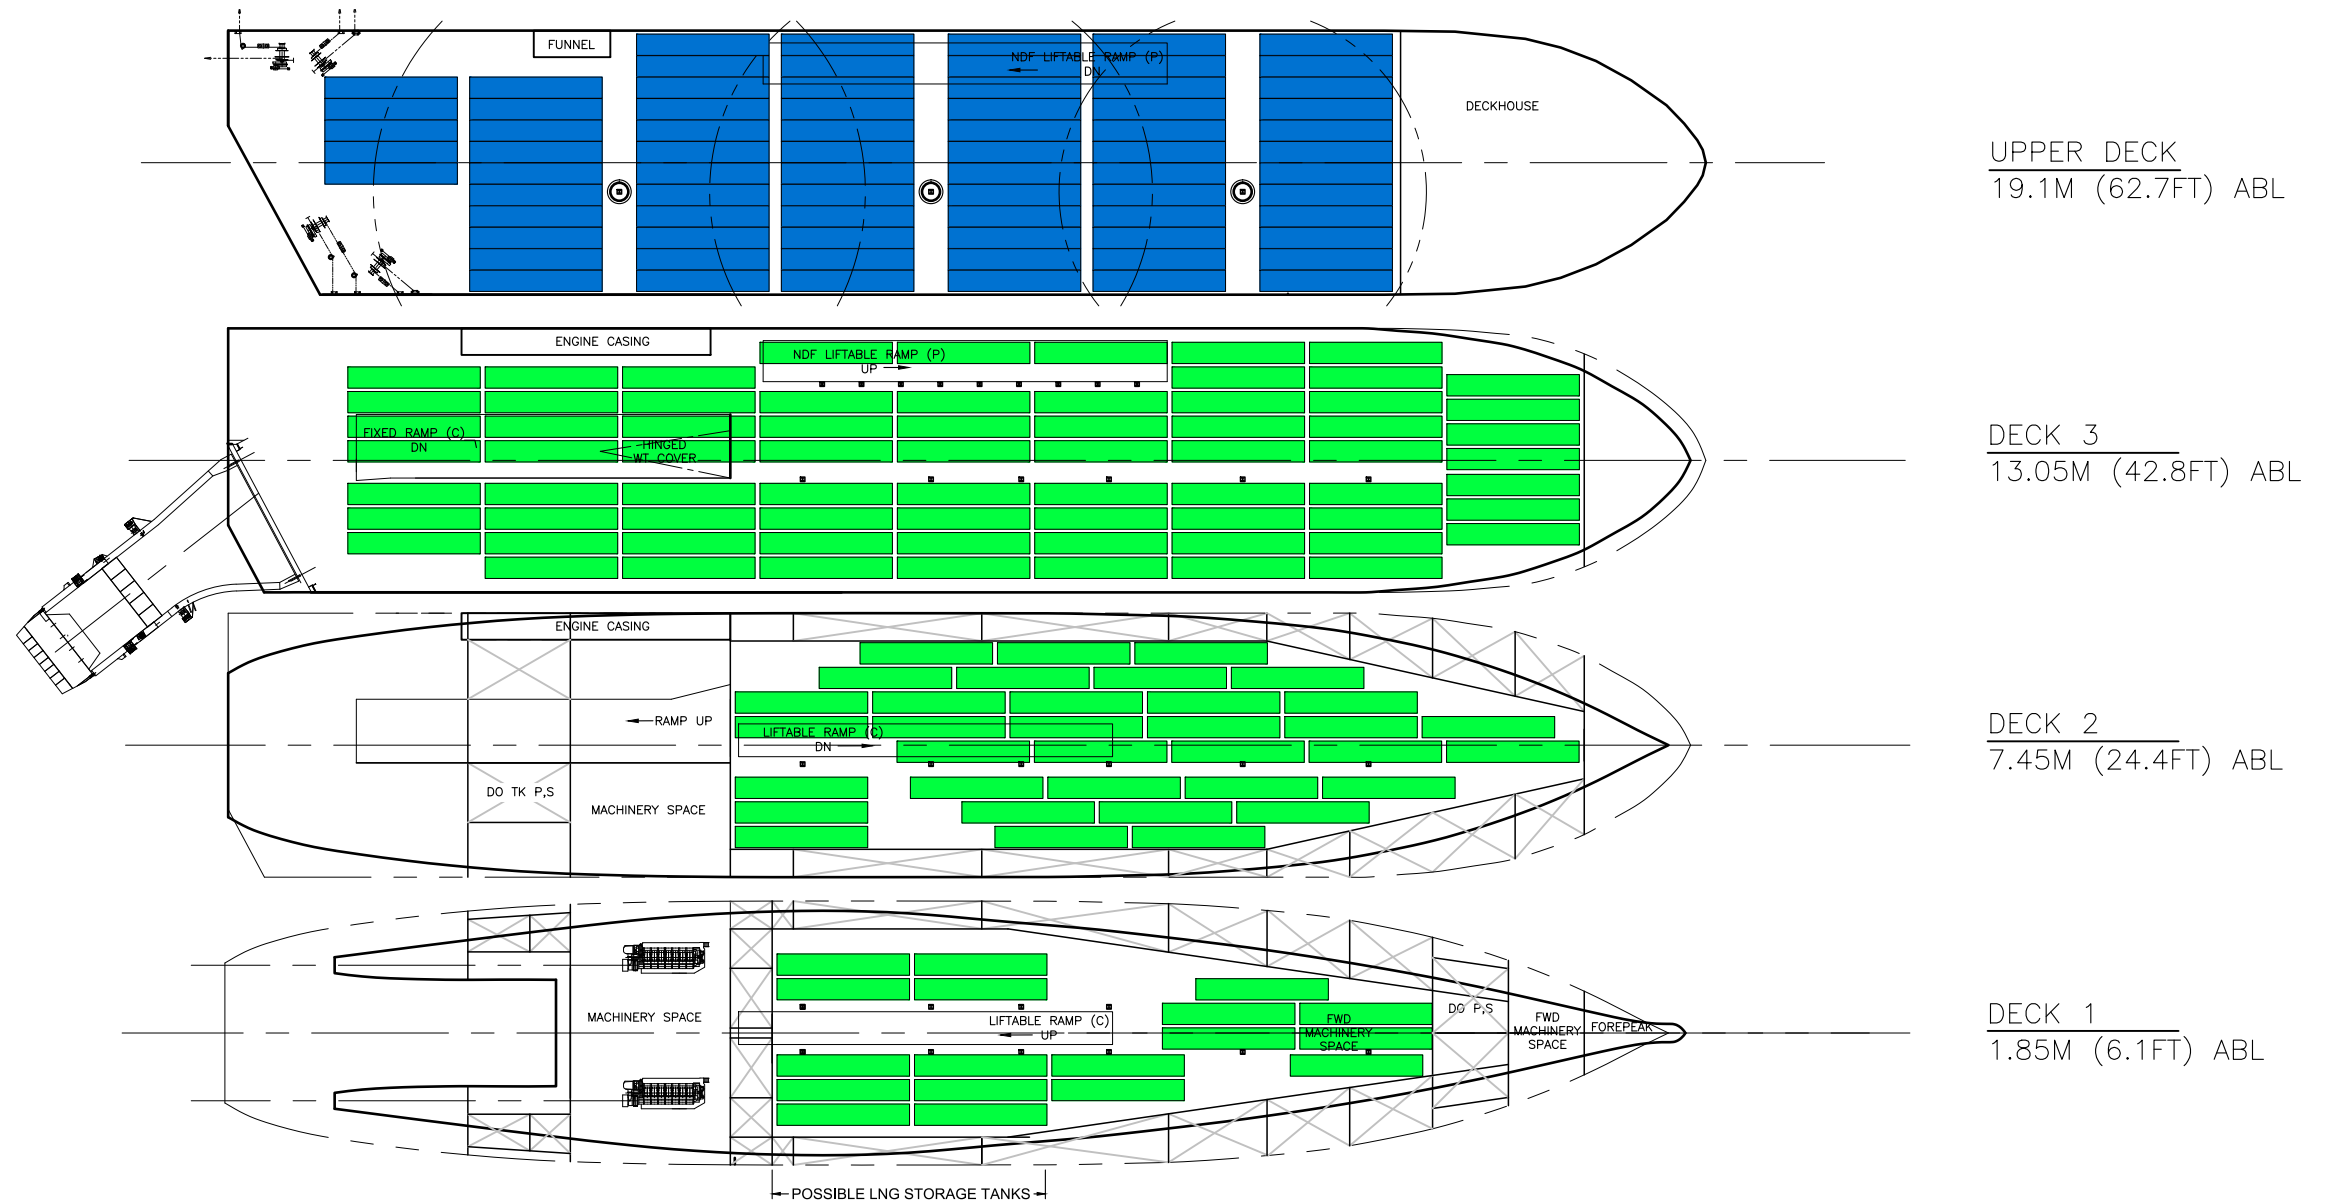 FUNNEL
NDF LIFTABLE RAMP (P)
DN
DECKHOUSE
UPPER DECK
19.1M (62.7FT) ABL
ENGINE CASING
NDF LIFTABLE RAMP (P)
UP
FIXED RAMP (C)
DN
HINGED
WT COVER
DECK 3
13.05M (42.8FT) ABL
ENGINE CASING
RAMP UP
LIFTABLE RAMP (C)
DN
DO TK P,S
MACHINERY SPACE
DECK 2
7.45M (24.4FT) ABL
MACHINERY SPACE
LIFTABLE RAMP (C)
UP
FWD
MACHINERY
SPACE
DO P,S
FWD
MACHINERY
SPACE
FOREPEAK
DECK 1
1.85M (6.1FT) ABL
POSSIBLE LNG STORAGE TANKS